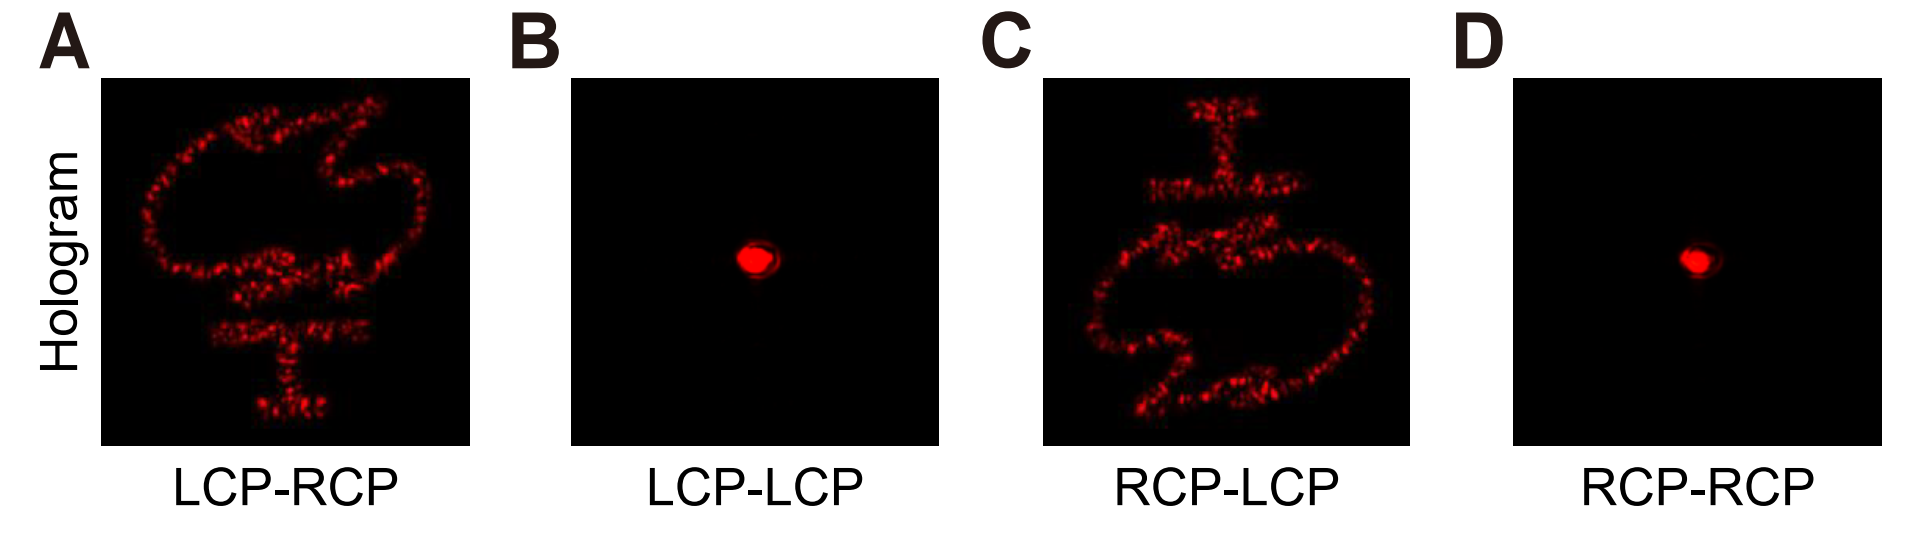 A B C D
Hologram
LCP-RCP LCP-LCP RCP-LCP RCP-RCP